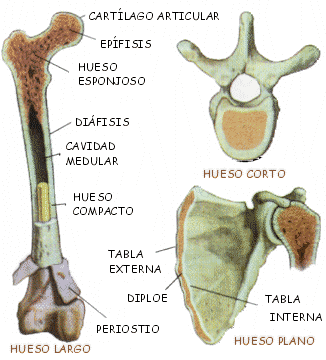 CARTÍLAGO ARTICULAR
EPÍFISIS
HUESO
ESPONJOSO
DIÁFISIS
CAVIDAD
MEDULAR
HUESO
COMPACTO
PERIOSTIO
HUESO LARGO
HUESO CORTO
TABLA
EXTERNA
DIPLOE
TABLA
INTERNA
HUESO PLANO